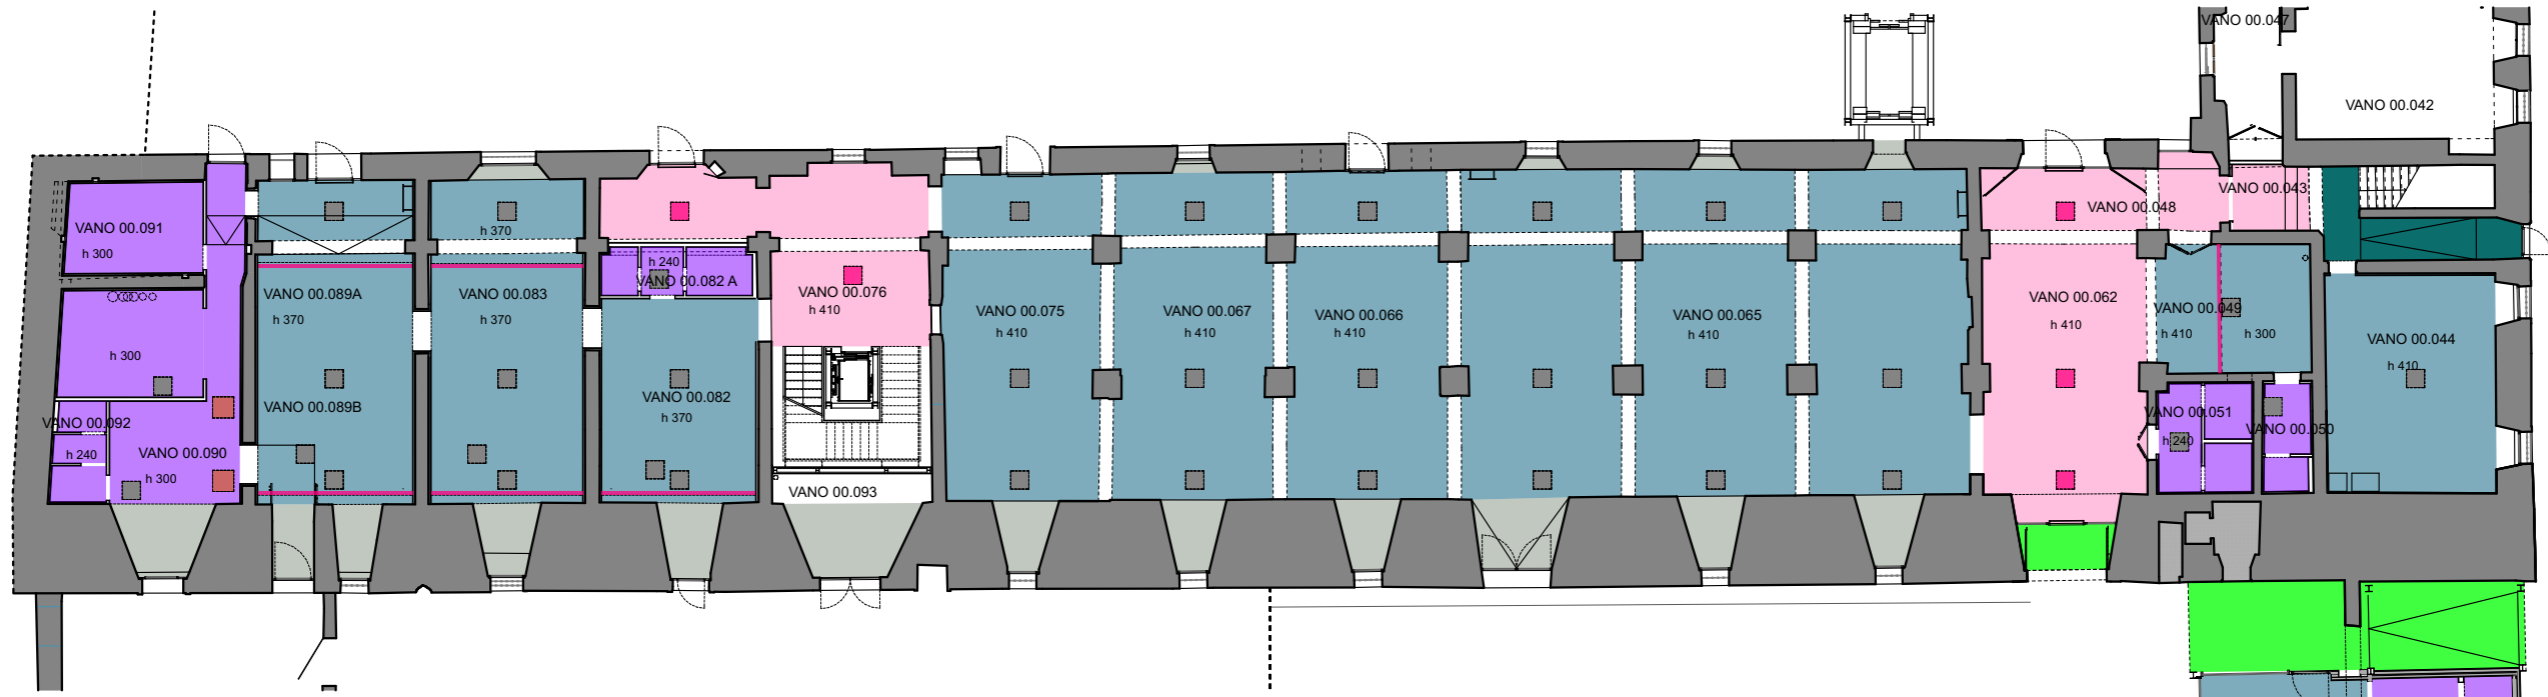 VANO 00.047
VANO 00.042
VANO 00.043
VANO 00.048
VANO 00.091
h 300
h 370
h 240
VANO 00.082 A
VANO 00.089A
h 370
VANO 00.083
h 370
VANO 00.076
h 410
VANO 00.075
h 410
VANO 00.067
h 410
VANO 00.066
h 410
VANO 00.065
h 410
VANO 00.062
h 410
VANO 00.049
h 410
h 300
VANO 00.044
h 410
h 300
VANO 00.089B
VANO 00.082
h 370
VANO 00.092
h 240
VANO 00.090
h 300
VANO 00.051
h 240
VANO 00.050
VANO 00.093